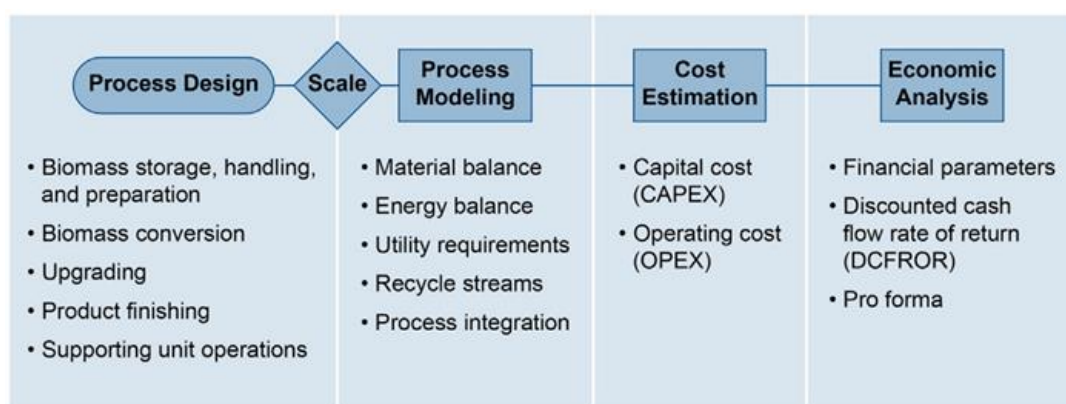 Process Design
Scale
Process
Modeling
Cost
Estimation
Economic
Analysis
• Biomass storage, handling,
and preparation
• Biomass conversion
• Upgrading
• Product finishing
• Supporting unit operations
• Material balance
• Energy balance
• Utility requirements
• Recycle streams
• Process integration
• Capital cost
(CAPEX)
• Operating cost
(OPEX)
• Financial parameters
• Discounted cash
flow rate of return
(DCFROR)
• Pro forma